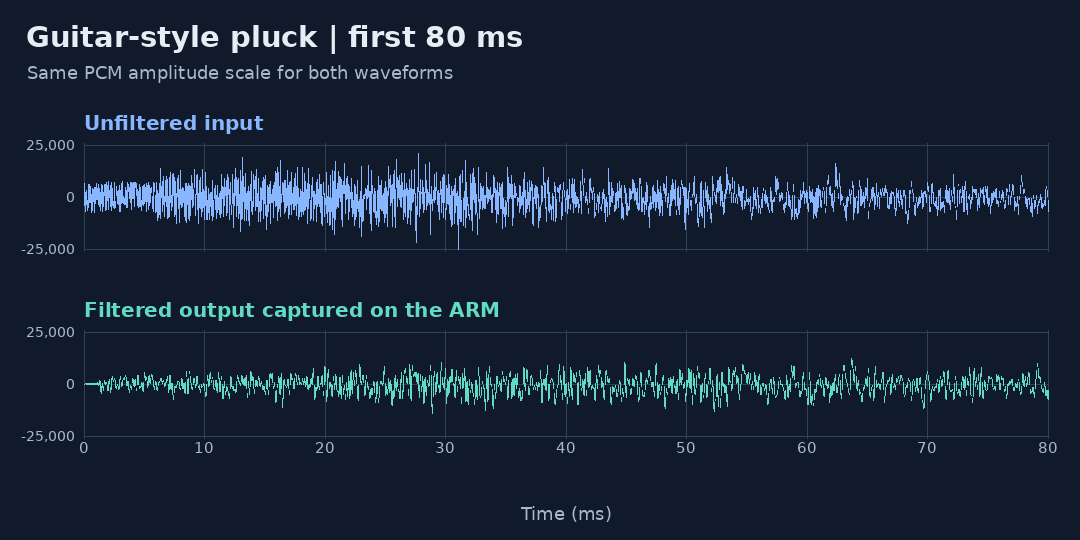 Guitar-style pluck | first 80 ms
Same PCM amplitude scale for both waveforms
Unfiltered input
25,000
0
-25,000
Filtered output captured on the ARM
25,000
0
-25,000
0 10 20 30 40 50 60 70 80
Time (ms)